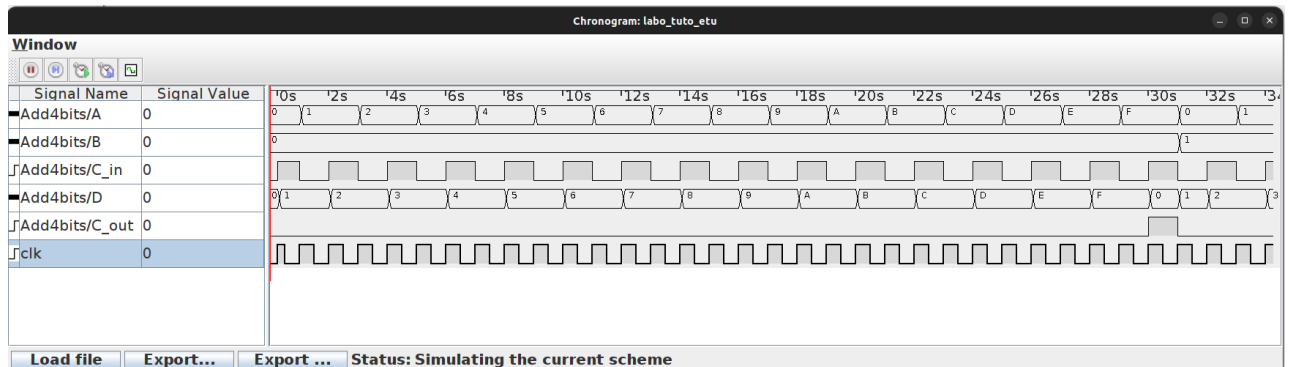 Chronogram: labo_tuto_etu
Window
Signal Name Signal Value '0s '2s '4s '6s '8s '10s '12s '14s '16s '18s '20s '22s '24s '26s '28s '30s '32s '34
Add4bits/A 0 0 1 2 3 4 5 6 7 8 9 A B C D E F 0 1
Add4bits/B 0 0 1
Add4bits/C_in 0
Add4bits/D 0 0 1 2 3 4 5 6 7 8 9 A B C D E F 0 1 2 3
Add4bits/C_out 0
clk 0
Load file Export... Export ... Status: Simulating the current scheme